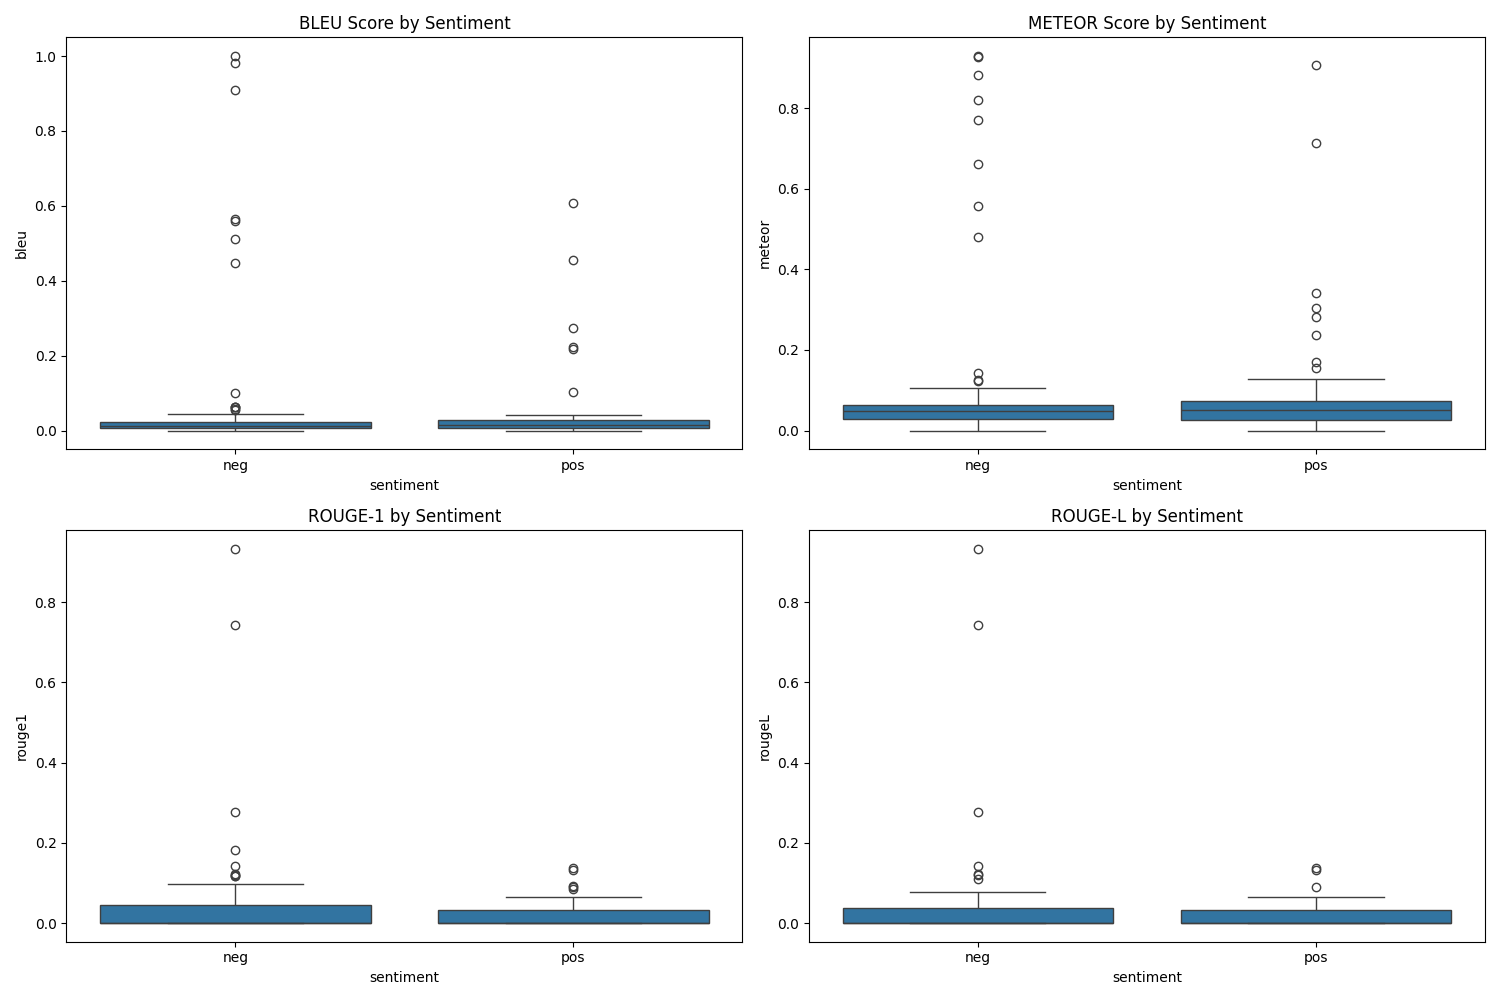 BLEU Score by Sentiment
1.0
0.8
0.6
0.4
0.2
0.0
bleu
neg pos
sentiment
METEOR Score by Sentiment
0.8
0.6
0.4
0.2
0.0
meteor
neg pos
sentiment
ROUGE-1 by Sentiment
0.8
0.6
0.4
0.2
0.0
rouge1
neg pos
sentiment
ROUGE-L by Sentiment
0.8
0.6
0.4
0.2
0.0
rougeL
neg pos
sentiment